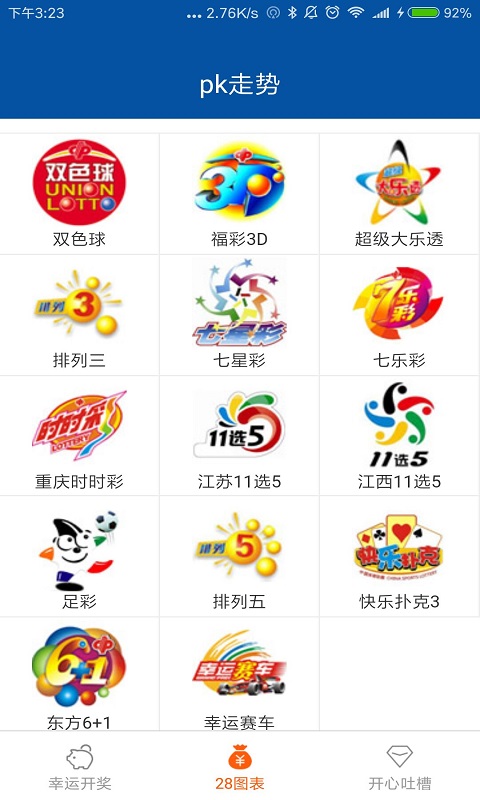 下午3:23
... 2.76K/s
92%
pk走势
双色球
UNION
LOTTO
3D
超级
大乐透
双色球
福彩3D
超级大乐透
排列3
七星彩
7乐彩
排列三
七星彩
七乐彩
时时彩
LOTTERY
11选5
11选5
重庆时时彩
江苏11选5
江西11选5
排列5
快乐扑克
CHINA SPORTS LOTTERY
足彩
排列五
快乐扑克3
6+1
幸运赛车
东方6+1
幸运赛车
幸运开奖
28图表
开心吐槽